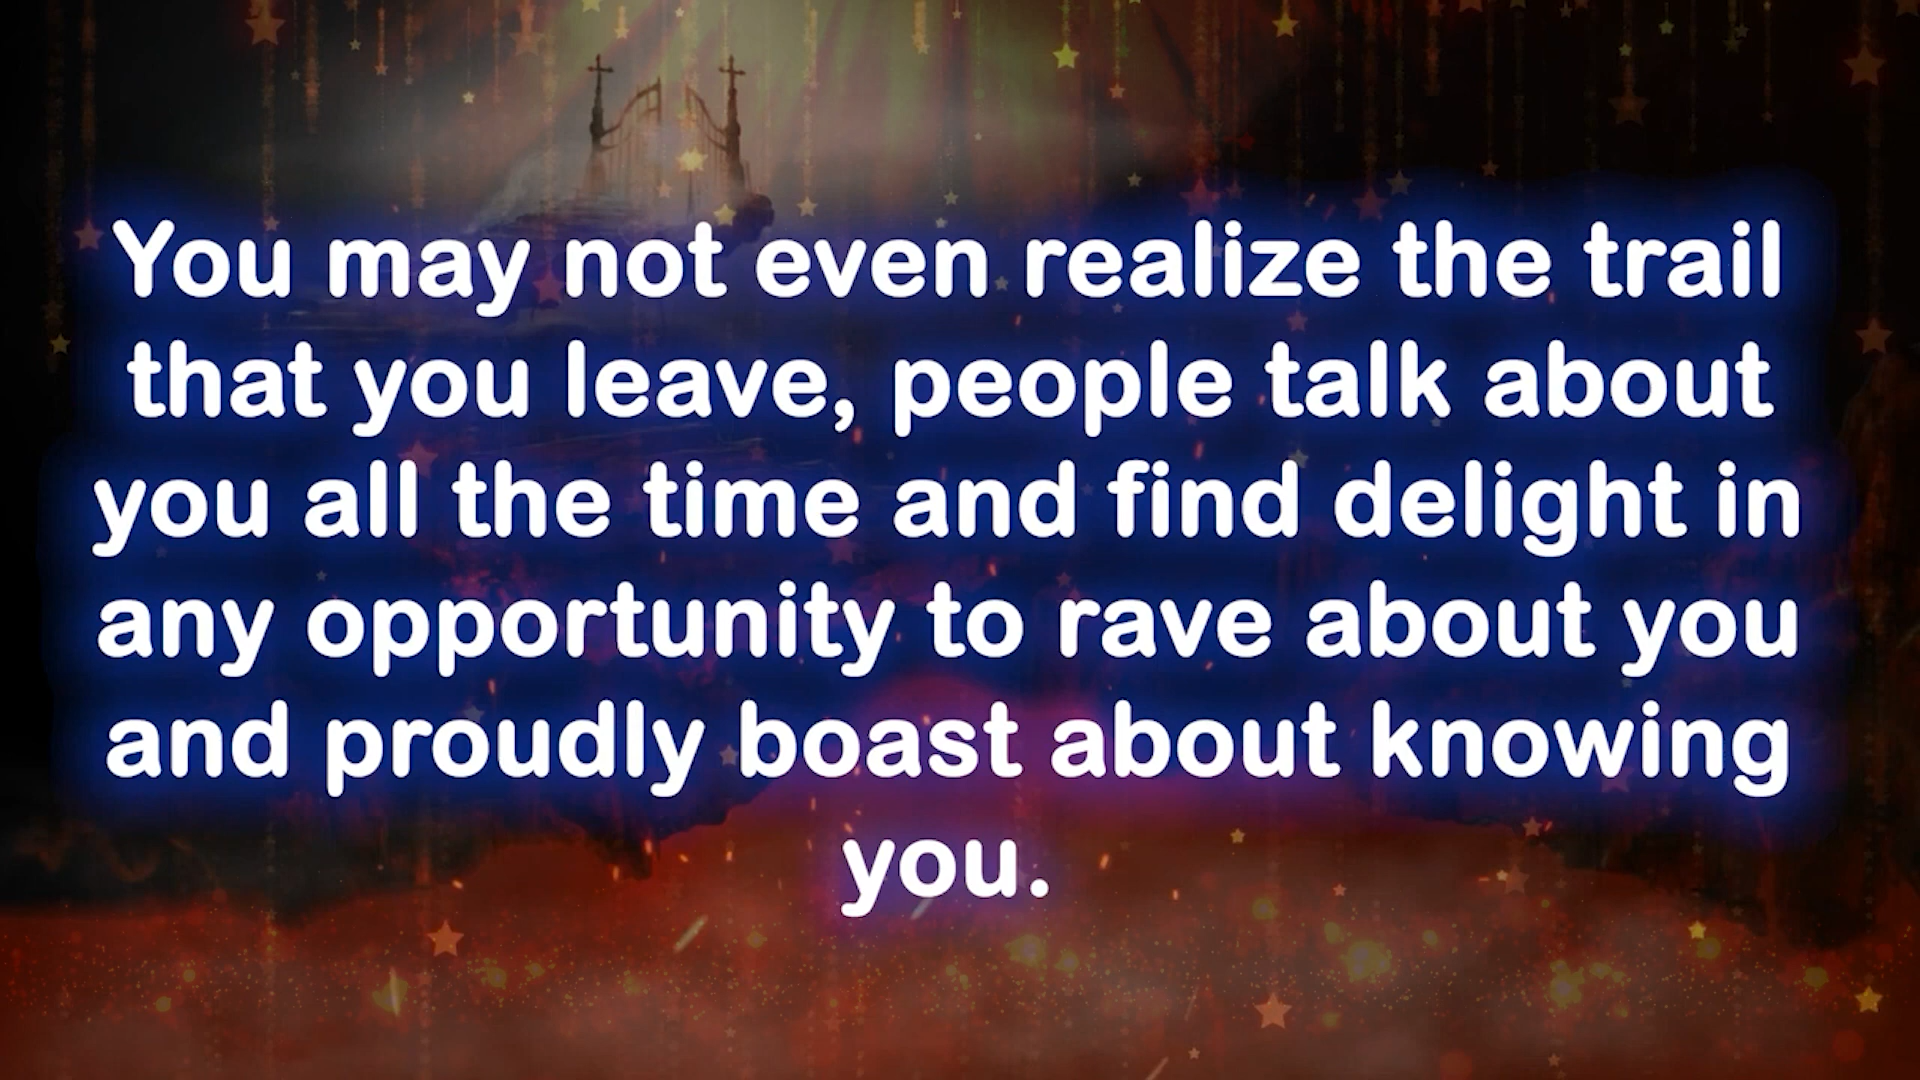 You may not even realize the trail
that you leave, people talk about
you all the time and find delight in
any opportunity to rave about you
and proudly boast about knowing
you.